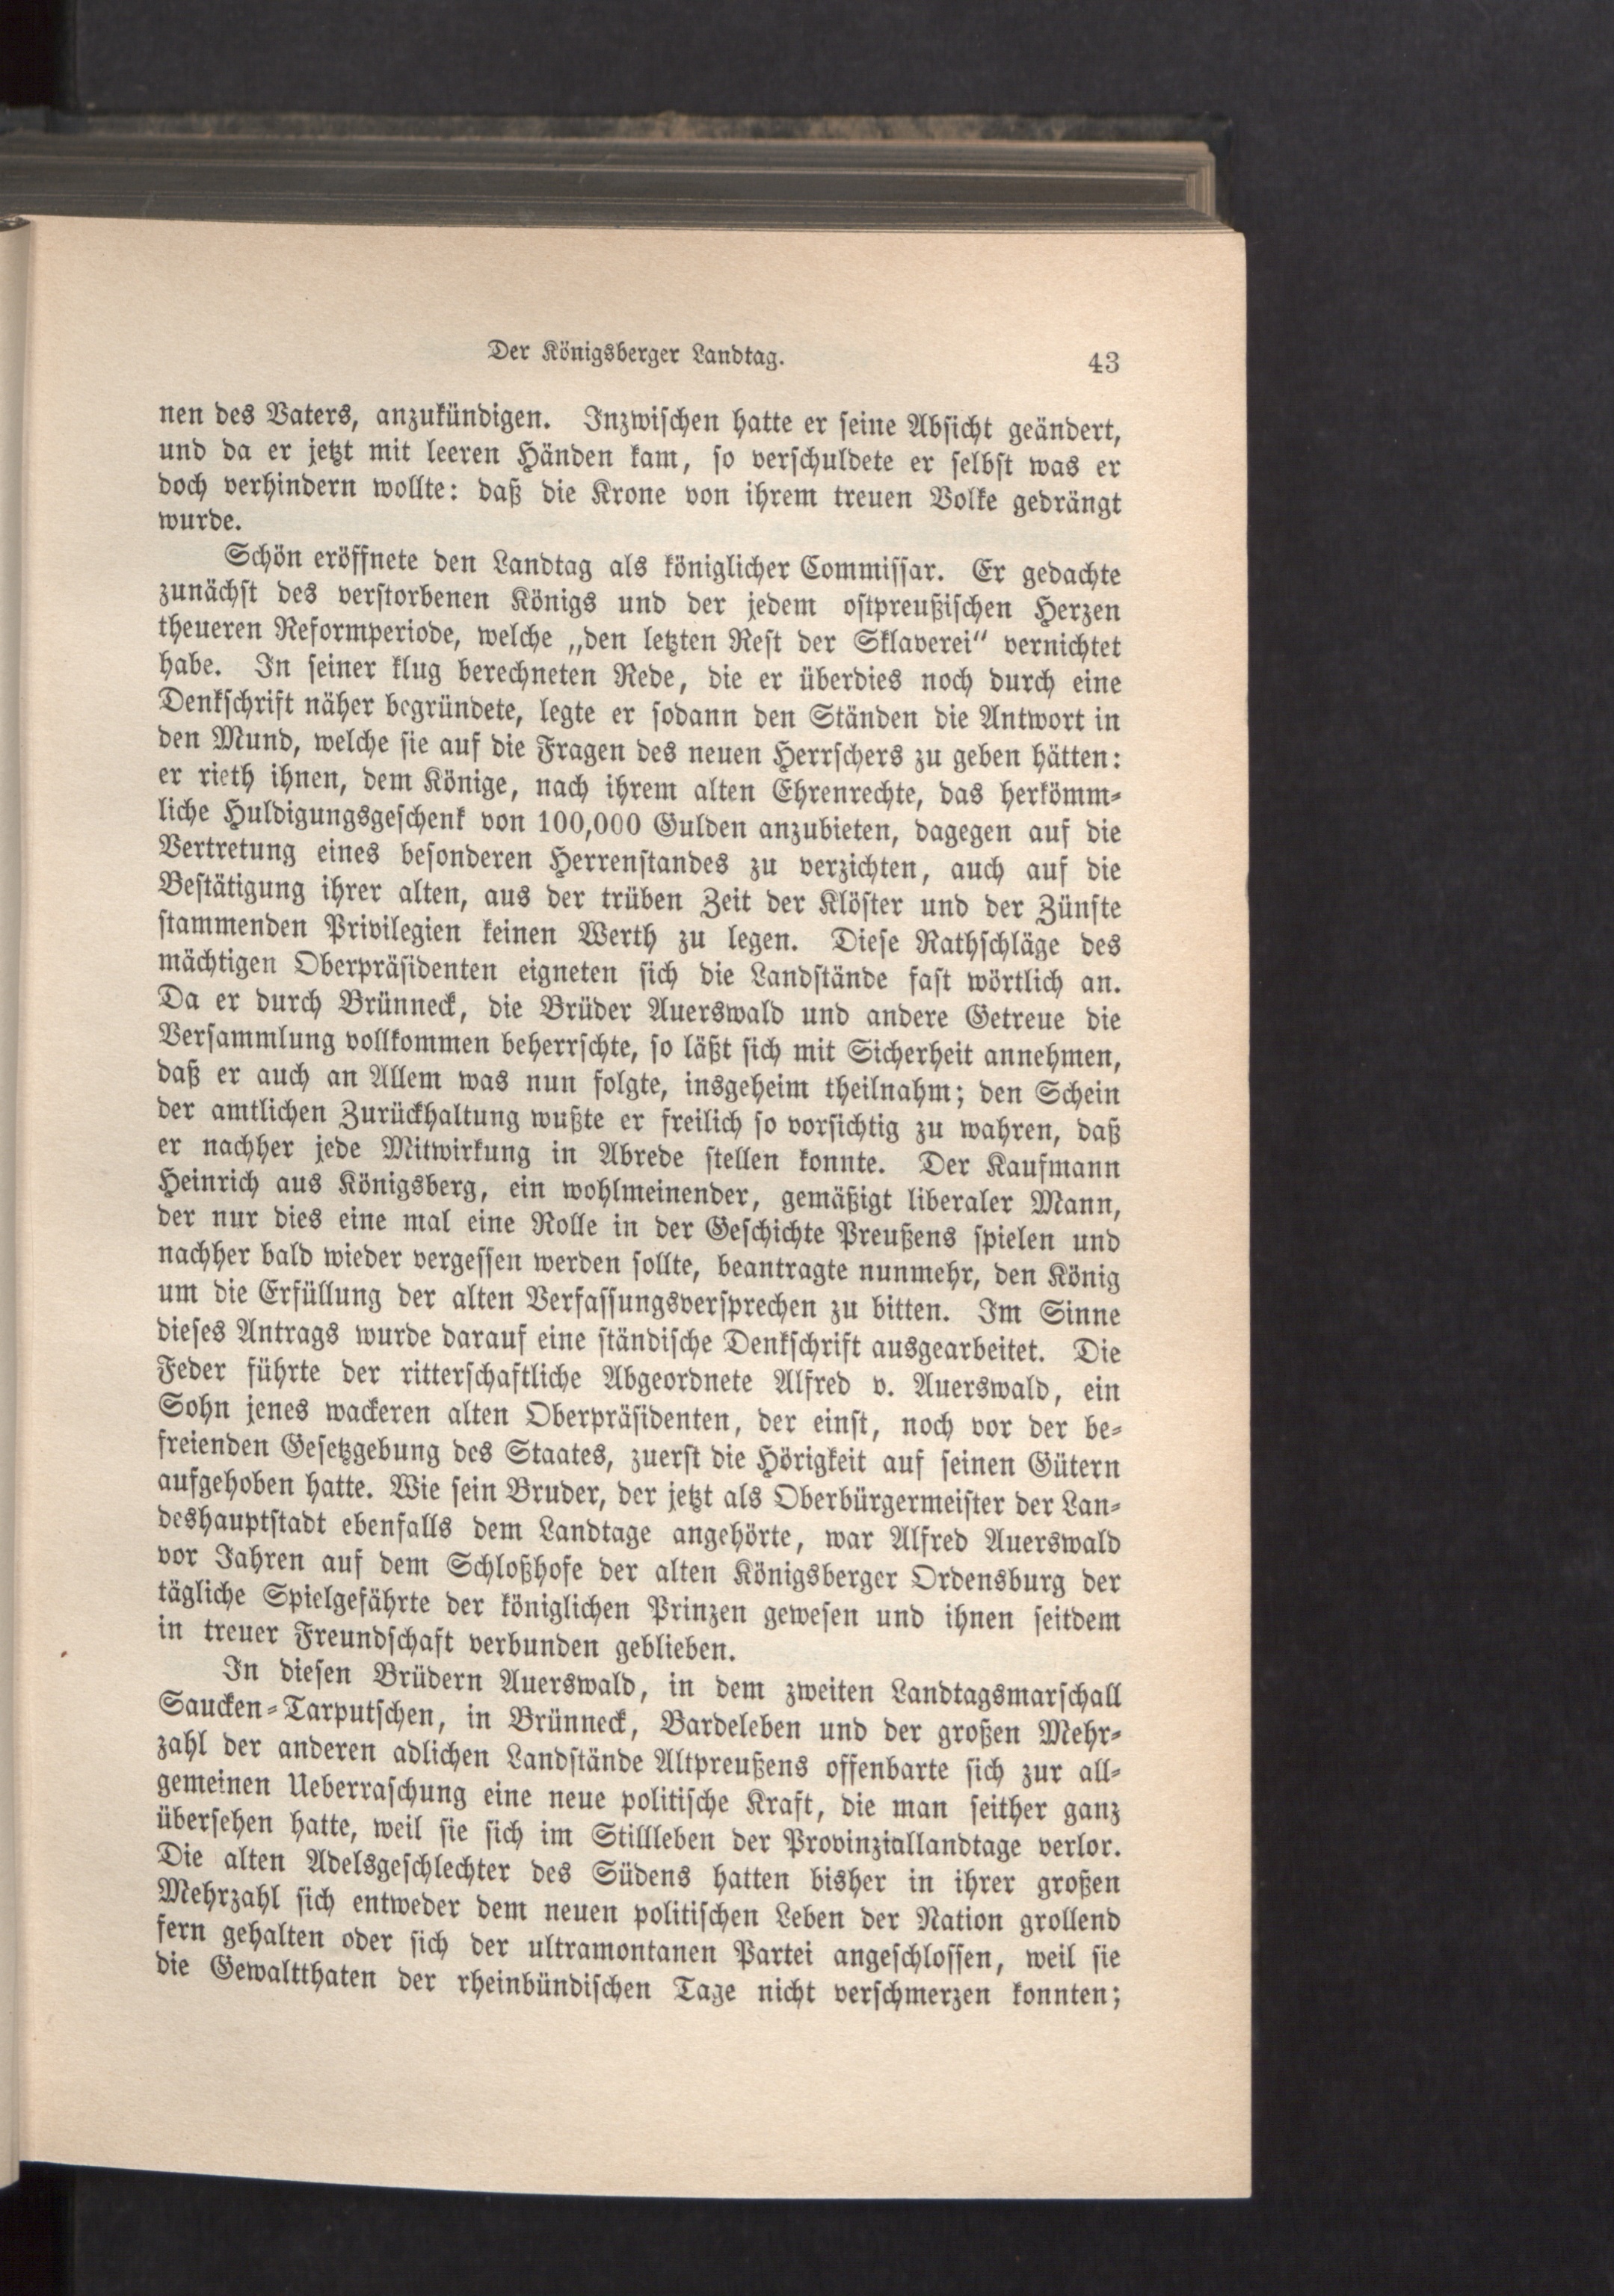 Der Königsberger Landtag.
43
nen des Vaters, anzukündigen. Inzwischen hatte er seine Absicht geändert,
und da er jetzt mit leeren Händen kam, so verschuldete er selbst was er
doch verhindern wollte: daß die Krone von ihrem treuen Volke gedrängt
wurde.
Schön eröffnete den Landtag als königlicher Commissar. Er gedachte
zunächst des verstorbenen Königs und der jedem ostpreußischen Herzen
theueren Reformperiode, welche „den letzten Rest der Sklaverei“ vernichtet
habe. In seiner klug berechneten Rede, die er überdies noch durch eine
Denkschrift näher begründete, legte er sodann den Ständen die Antwort in
den Mund, welche sie auf die Fragen des neuen Herrschers zu geben hätten:
er rieth ihnen, dem Könige, nach ihrem alten Ehrenrechte, das herkömm-
liche Huldigungsgeschenk von 100,000 Gulden anzubieten, dagegen auf die
Vertretung eines besonderen Herrenstandes zu verzichten, auch auf die
Bestätigung ihrer alten, aus der trüben Zeit der Klöster und der Zünfte
stammenden Privilegien keinen Werth zu legen. Diese Rathschläge des
mächtigen Oberpräsidenten eigneten sich die Landstände fast wörtlich an.
Da er durch Brünneck, die Brüder Auerswald und andere Getreue die
Versammlung vollkommen beherrschte, so läßt sich mit Sicherheit annehmen,
daß er auch an Allem was nun folgte, insgeheim theilnahm; den Schein
der amtlichen Zurückhaltung wußte er freilich so vorsichtig zu wahren, daß
er nachher jede Mitwirkung in Abrede stellen konnte. Der Kaufmann
Heinrich aus Königsberg, ein wohlmeinender, gemäßigt liberaler Mann,
der nur dies eine mal eine Rolle in der Geschichte Preußens spielen und
nachher bald wieder vergessen werden sollte, beantragte nunmehr, den König
um die Erfüllung der alten Verfassungsversprechen zu bitten. Im Sinne
dieses Antrags wurde darauf eine ständische Denkschrift ausgearbeitet. Die
Feder führte der ritterschaftliche Abgeordnete Alfred v. Auerswald, ein
Sohn jenes wackeren alten Oberpräsidenten, der einst, noch vor der be-
freienden Gesetzgebung des Staates, zuerst die Hörigkeit auf seinen Gütern
aufgehoben hatte. Wie sein Bruder, der jetzt als Oberbürgermeister der Lan-
deshauptstadt ebenfalls dem Landtage angehörte, war Alfred Auerswald
vor Jahren auf dem Schloßhofe der alten Königsberger Ordensburg der
tägliche Spielgefährte der königlichen Prinzen gewesen und ihnen seitdem
in treuer Freundschaft verbunden geblieben.
In diesen Brüdern Auerswald, in dem zweiten Landtagsmarschall
Saucken-Tarputschen, in Brünneck, Bardeleben und der großen Mehr-
zahl der anderen adlichen Landstände Altpreußens offenbarte sich zur all-
gemeinen Ueberraschung eine neue politische Kraft, die man seither ganz
übersehen hatte, weil sie sich im Stillleben der Provinziallandtage verlor.
Die alten Adelsgeschlechter des Südens hatten bisher in ihrer großen
Mehrzahl sich entweder dem neuen politischen Leben der Nation grollend
fern gehalten oder sich der ultramontanen Partei angeschlossen, weil sie
die Gewaltthaten der rheinbündischen Tage nicht verschmerzen konnten;